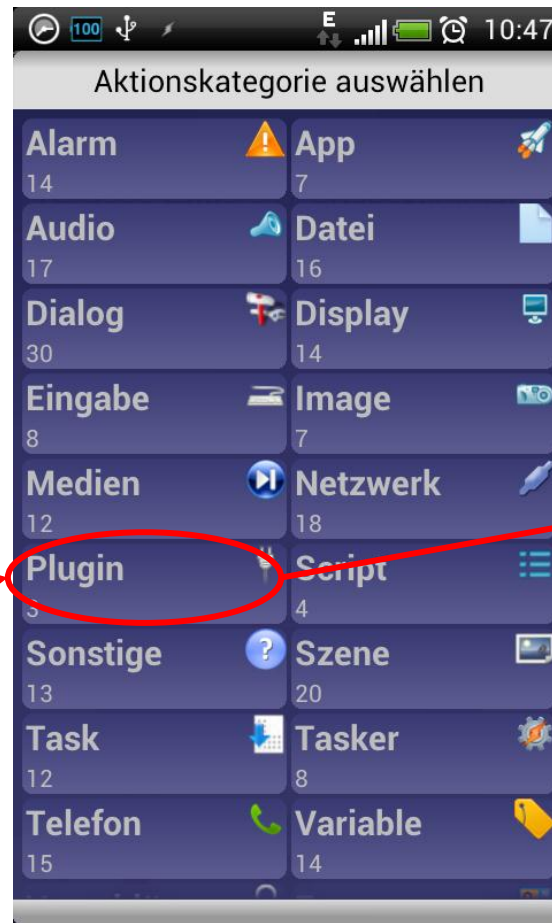 100 E 10:47
Aktionskategorie auswählen
Alarm App
14 7
Audio Datei
17 16
Dialog Display
30 14
Eingabe Image
8 7
Medien Netzwerk
12 18
Plugin Script
3 4
Sonstige Szene
13 20
Task Tasker
12 8
Telefon Variable
15 14